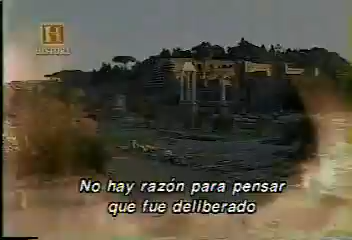 H
HISTORY
No hay razón para pensar
que fue deliberado